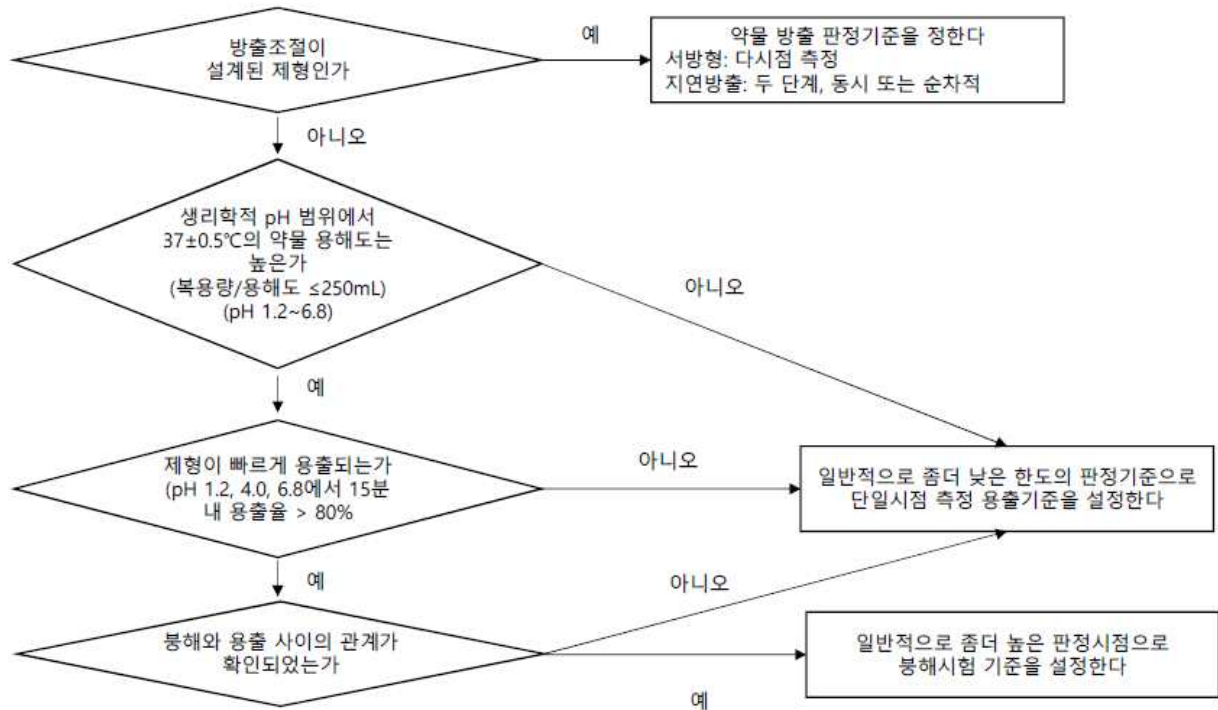 방출조절이
설계된 제형인가
예
약물 방출 판정기준을 정한다
서방형: 다시점 측정
지연방출: 두 단계, 동시 또는 순차적
아니오
생리학적 pH 범위에서
37±0.5℃의 약물 용해도는
높은가
(복용량/용해도 ≤250mL)
(pH 1.2~6.8)
아니오
예
제형이 빠르게 용출되는가
(pH 1.2, 4.0, 6.8에서 15분
내 용출율 > 80%
아니오
일반적으로 좀더 낮은 한도의 판정기준으로
단일시점 측정 용출기준을 설정한다
예
아니오
붕해와 용출 사이의 관계가
확인되었는가
일반적으로 좀더 높은 판정시점으로
붕해시험 기준을 설정한다
예